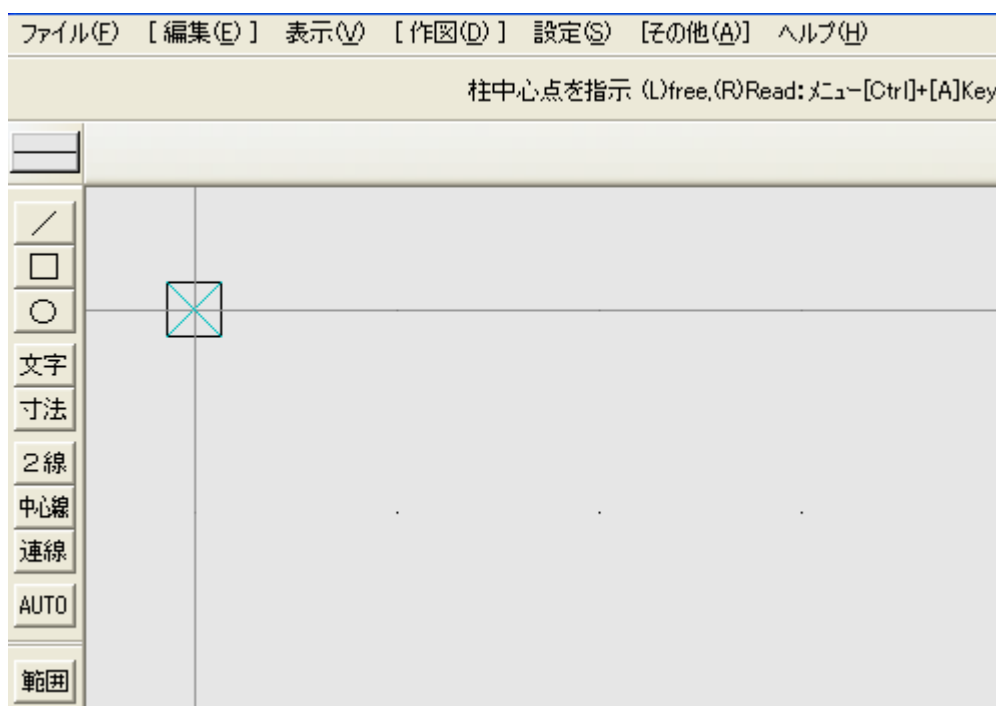 ファイル(F) [ 編集(E) ] 表示(V) [ 作図(D) ] 設定(S) [その他(A)] ヘルプ(H)
柱中心点を指示 (L)free,(R)Read:メニュー[Ctrl]+[A]Key
文字
寸法
2線
中心線
連線
AUTO
範囲